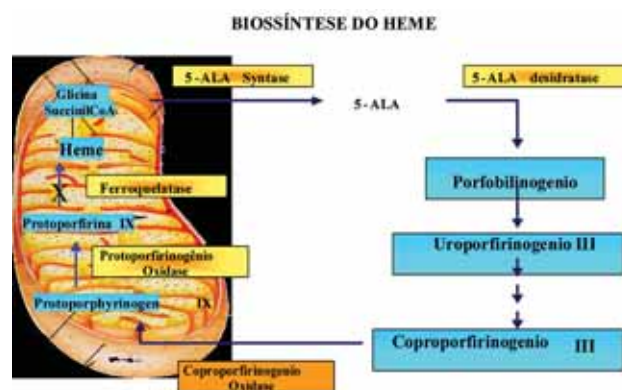 BIOSSÍNTESE DO HEME
5-ALA Syntase
5-ALA desidratase
Glicina
SuccinilCoA
5-ALA
Heme
Ferroquelatase
X
Porfobilinogenio
Protoporfirina IX
Uroporfirinogenio III
Protoporfirinogênio
Oxidase
Protoporphyrinogen IX
Coproporfirinogenio III
Coproporfirinogenio
Oxidase